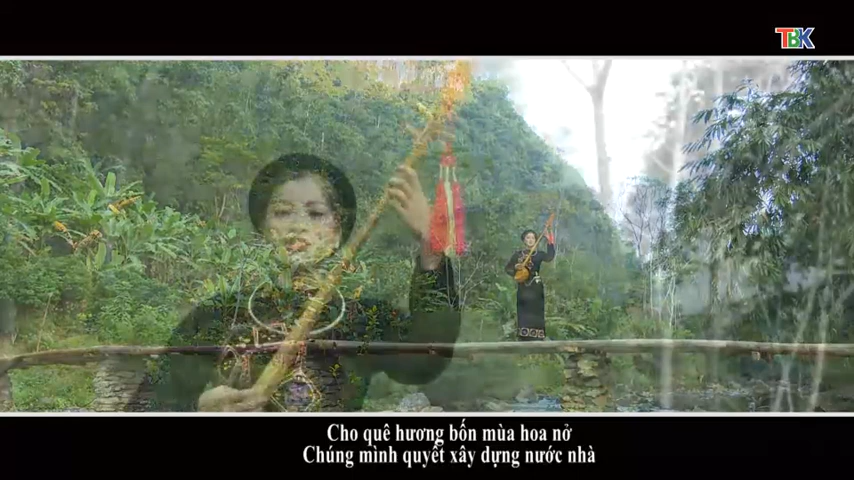 TBK
Cho quê hương bốn mùa hoa nở
Chúng mình quyết xây dựng nước nhà